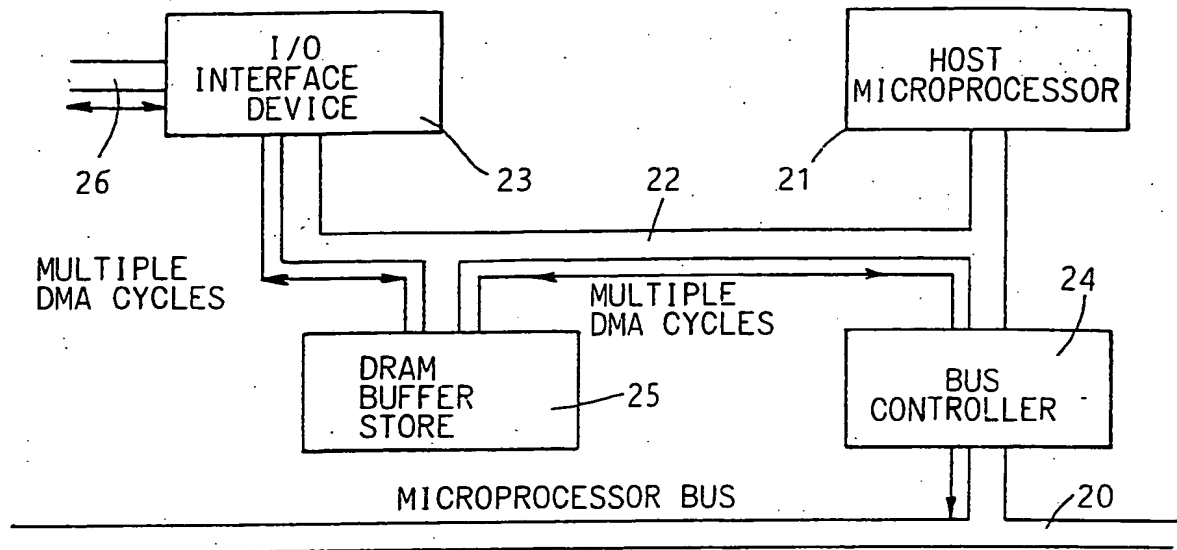 I/O
INTERFACE
DEVICE
HOST
MICROPROCESSOR
26
23
21
22
MULTIPLE
DMA CYCLES
MULTIPLE
DMA CYCLES
24
DRAM
BUFFER
STORE
25
BUS
CONTROLLER
MICROPROCESSOR BUS
20